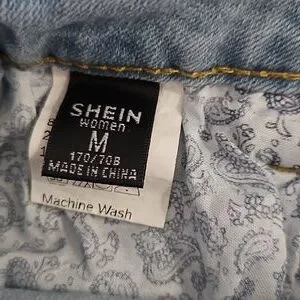 SHEIN
women
M
170/70B
MADE IN CHINA
Machine Wash